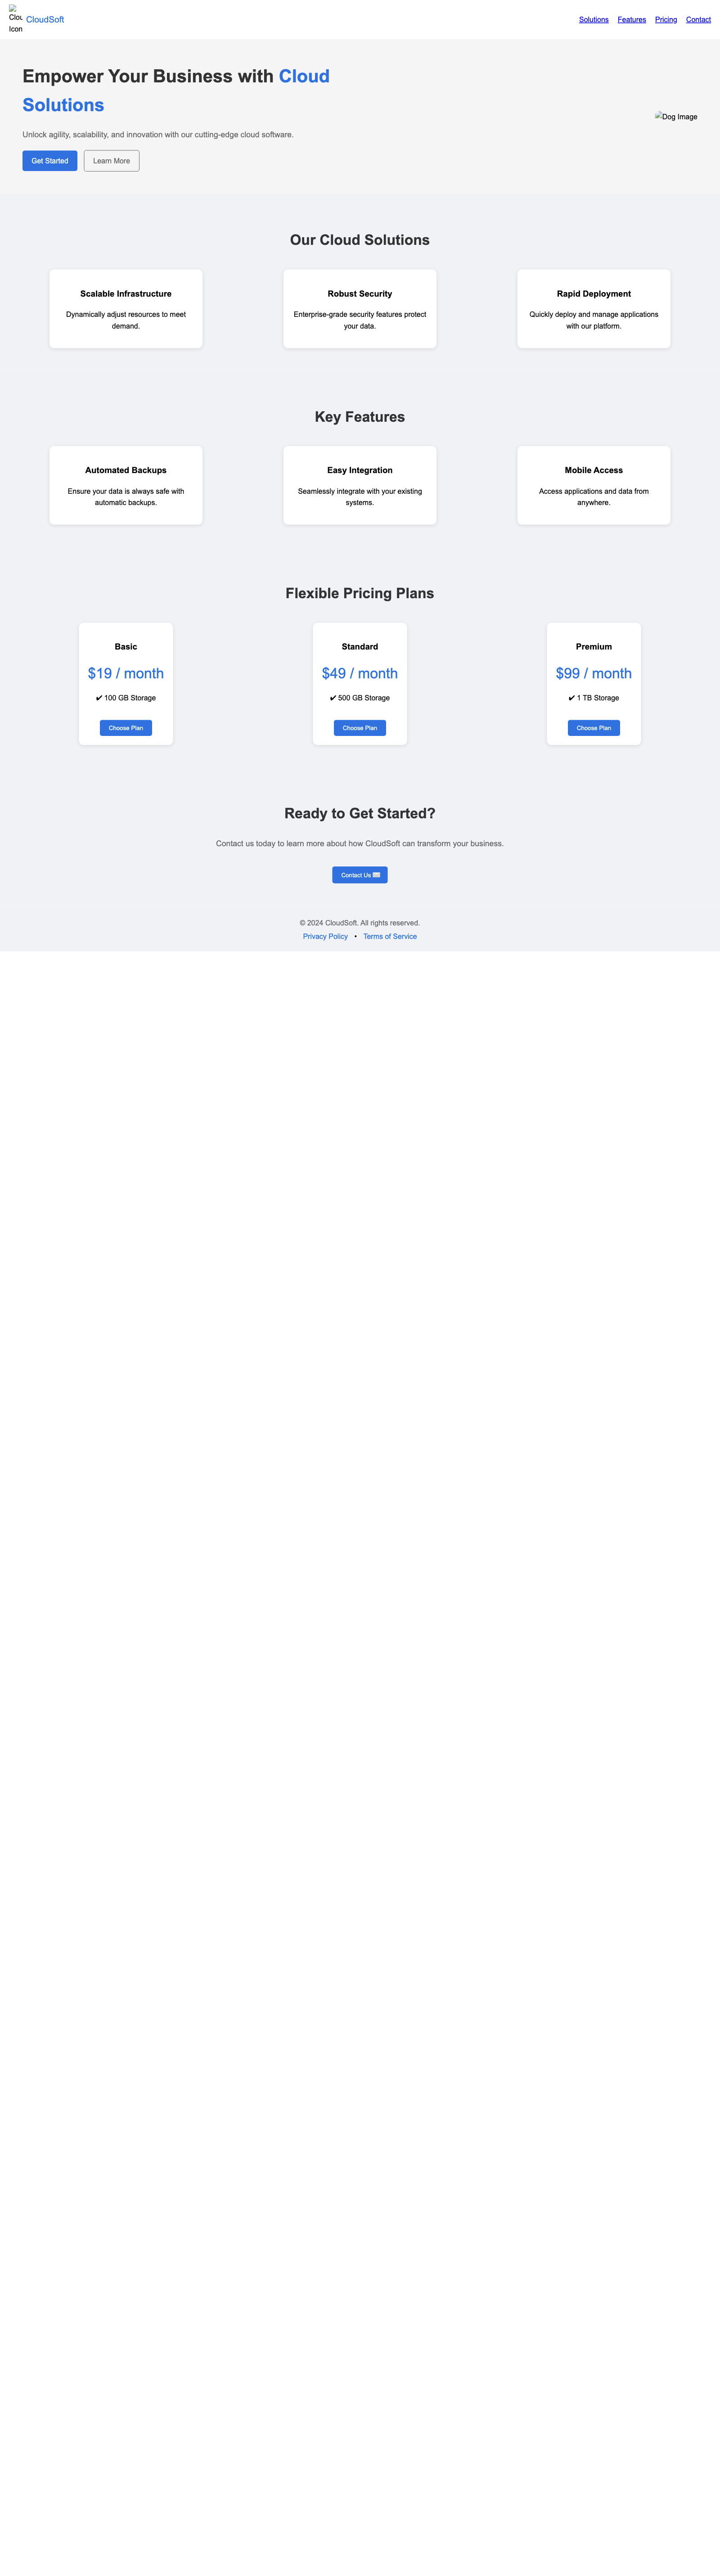 Clou
Icon
CloudSoft
Solutions Features Pricing Contact
Empower Your Business with Cloud
Solutions
Unlock agility, scalability, and innovation with our cutting-edge cloud software.
Get Started Learn More
Dog Image
Our Cloud Solutions
Scalable Infrastructure
Dynamically adjust resources to meet
demand.
Robust Security
Enterprise-grade security features protect
your data.
Rapid Deployment
Quickly deploy and manage applications
with our platform.
Key Features
Automated Backups
Ensure your data is always safe with
automatic backups.
Easy Integration
Seamlessly integrate with your existing
systems.
Mobile Access
Access applications and data from
anywhere.
Flexible Pricing Plans
Basic
$19 / month
✔ 100 GB Storage
Choose Plan
Standard
$49 / month
✔ 500 GB Storage
Choose Plan
Premium
$99 / month
✔ 1 TB Storage
Choose Plan
Ready to Get Started?
Contact us today to learn more about how CloudSoft can transform your business.
Contact Us ✉
© 2024 CloudSoft. All rights reserved.
Privacy Policy • Terms of Service